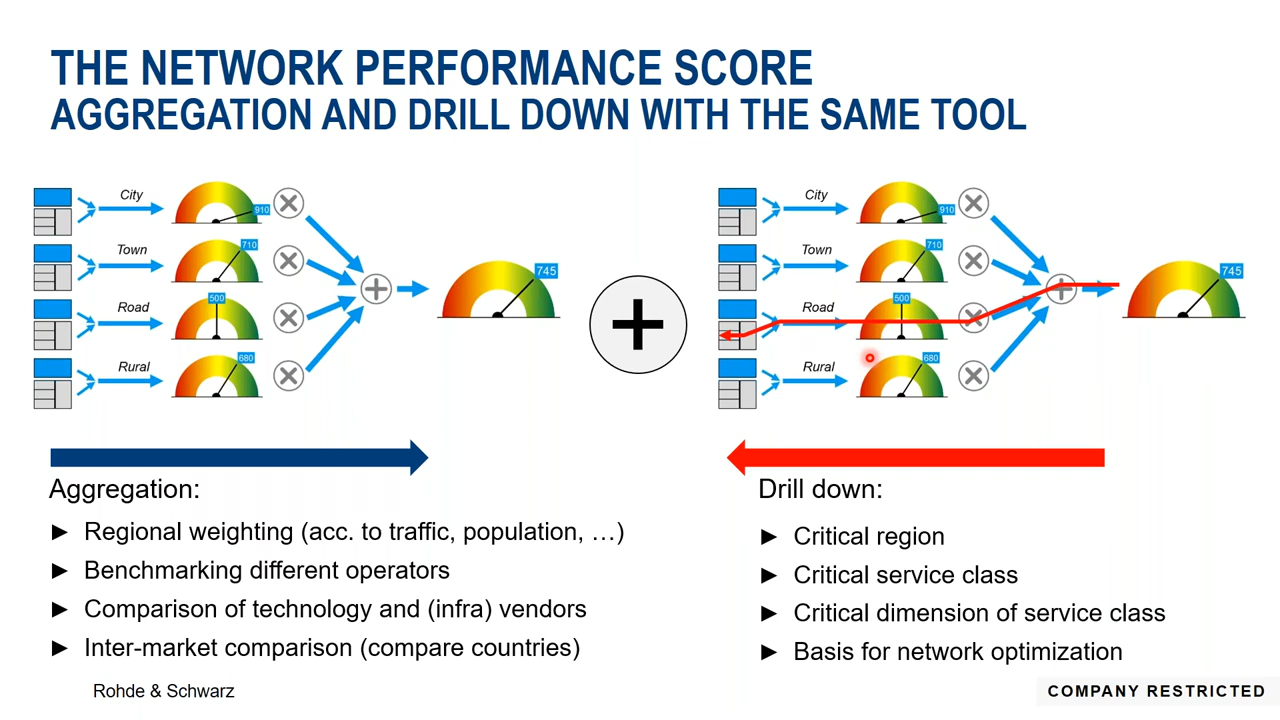 THE NETWORK PERFORMANCE SCORE
AGGREGATION AND DRILL DOWN WITH THE SAME TOOL
City
910
Town
710
Road
500
Rural
680
745
City
910
Town
710
Road
500
Rural
680
745
Aggregation:
► Regional weighting (acc. to traffic, population, …)
► Benchmarking different operators
► Comparison of technology and (infra) vendors
► Inter-market comparison (compare countries)
Drill down:
► Critical region
► Critical service class
► Critical dimension of service class
► Basis for network optimization
Rohde & Schwarz
COMPANY RESTRICTED